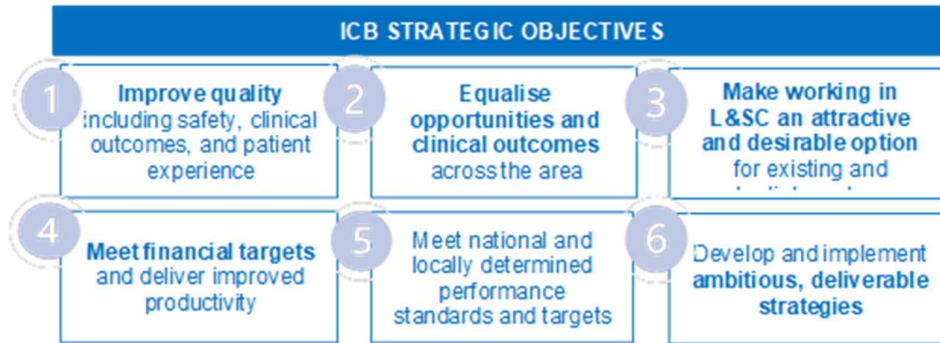 ICB STRATEGIC OBJECTIVES
1
Improve quality
including safety, clinical
outcomes, and patient
experience
2
Equalise
opportunities and
clinical outcomes
across the area
3
Make working in
L&SC an attractive
and desirable option
for existing and
4
Meet financial targets
and deliver improved
productivity
5
Meet national and
locally determined
performance
standards and targets
6
Develop and implement
ambitious, deliverable
strategies